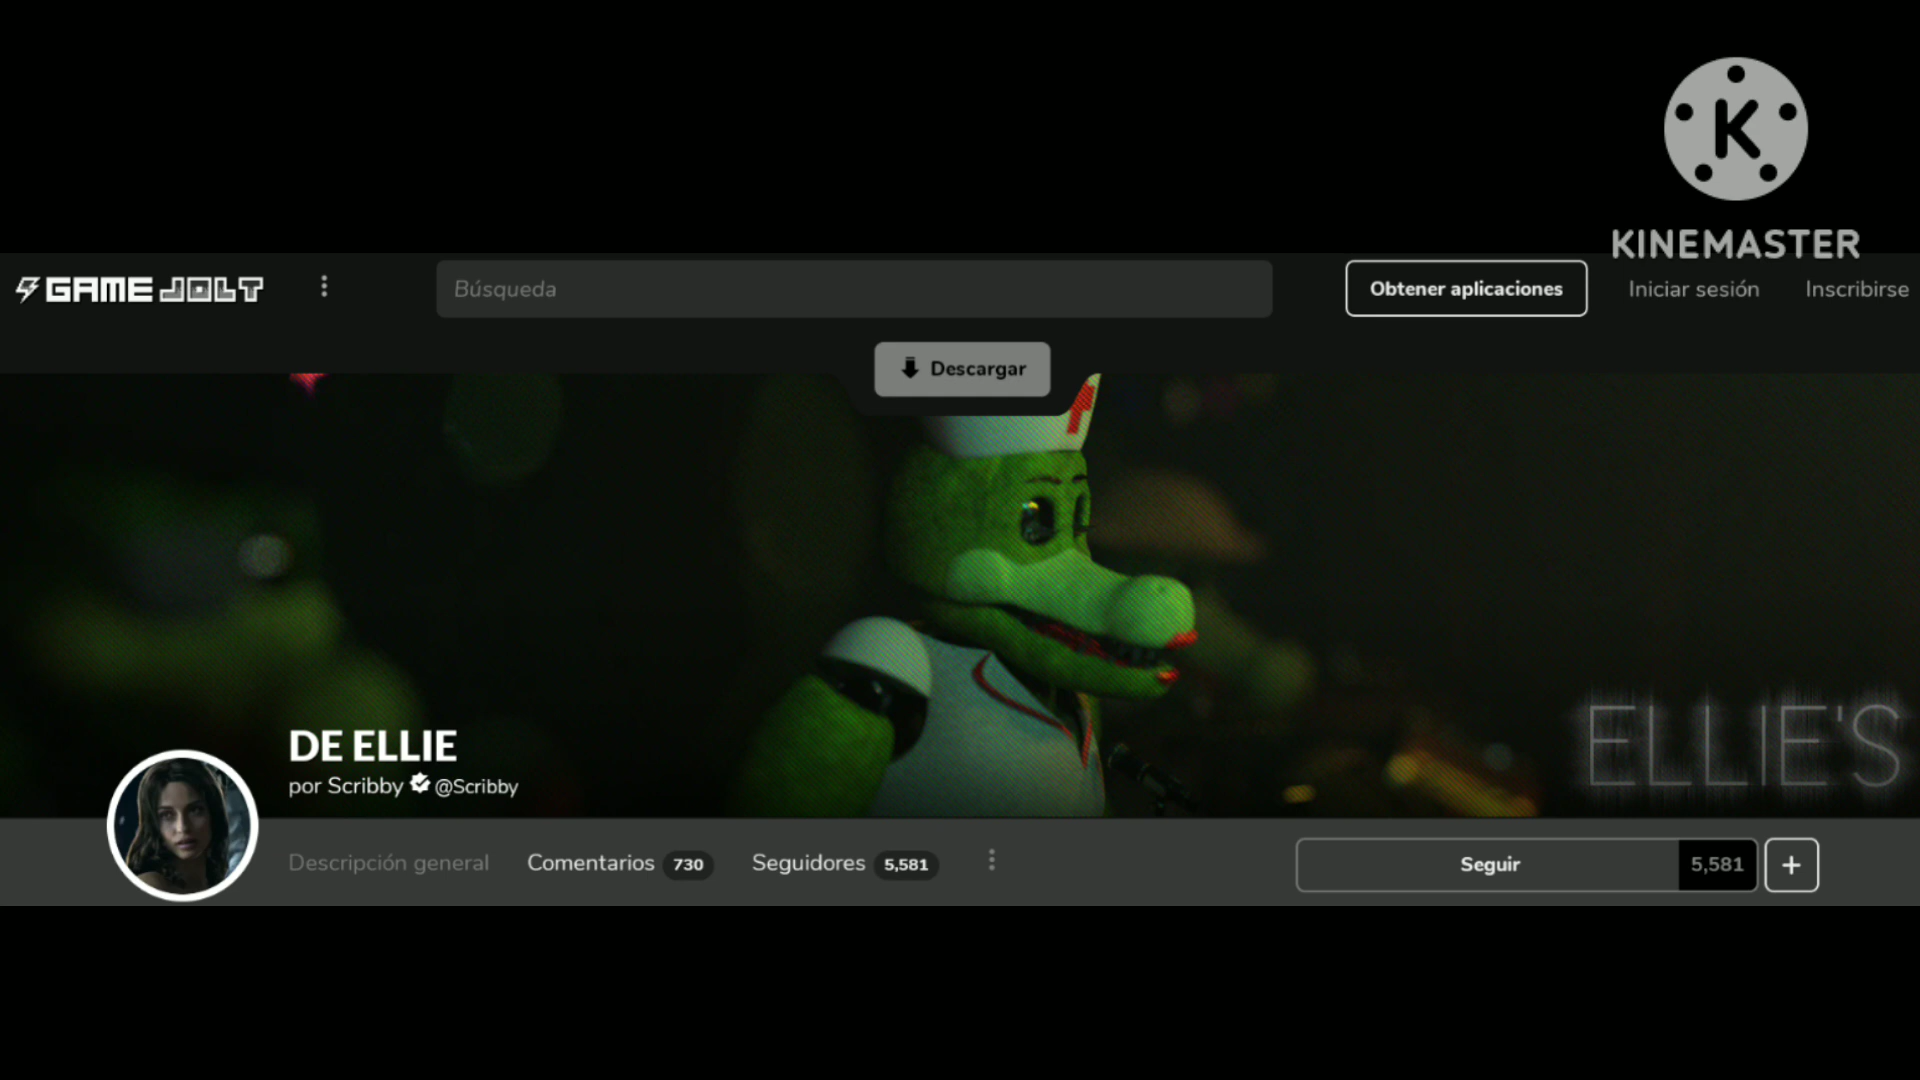 K
KINEMASTER
GAME JOLT
Búsqueda
Obtener aplicaciones
Iniciar sesión
Inscribirse
Descargar
ELLIE'S
DE ELLIE
por Scribby @Scribby
Descripción general
Comentarios 730
Seguidores 5,581
Seguir 5,581
+